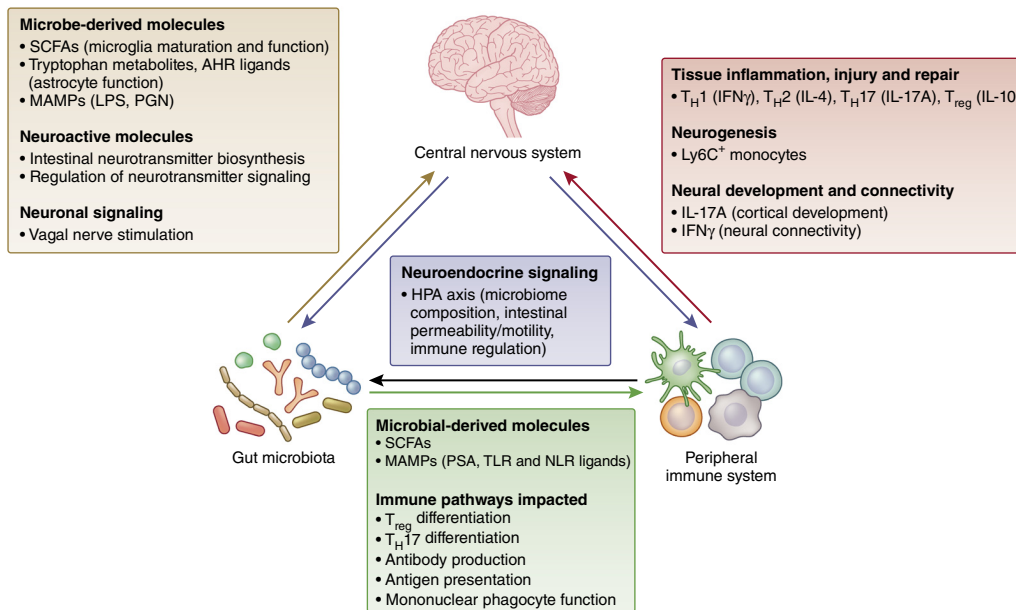 Microbe-derived molecules
• SCFAs (microglia maturation and function)
• Tryptophan metabolites, AHR ligands
(astrocyte function)
• MAMPs (LPS, PGN)
Neuroactive molecules
• Intestinal neurotransmitter biosynthesis
• Regulation of neurotransmitter signaling
Neuronal signaling
• Vagal nerve stimulation
Central nervous system
Tissue inflammation, injury and repair
• TH1 (IFNγ), TH2 (IL-4), TH17 (IL-17A), Treg (IL-10
Neurogenesis
• Ly6C+ monocytes
Neural development and connectivity
• IL-17A (cortical development)
• IFNγ (neural connectivity)
Neuroendocrine signaling
• HPA axis (microbiome
composition, intestinal
permeability/motility,
immune regulation)
Gut microbiota
Peripheral
immune system
Microbial-derived molecules
• SCFAs
• MAMPs (PSA, TLR and NLR ligands)
Immune pathways impacted
• Treg differentiation
• TH17 differentiation
• Antibody production
• Antigen presentation
• Mononuclear phagocyte function